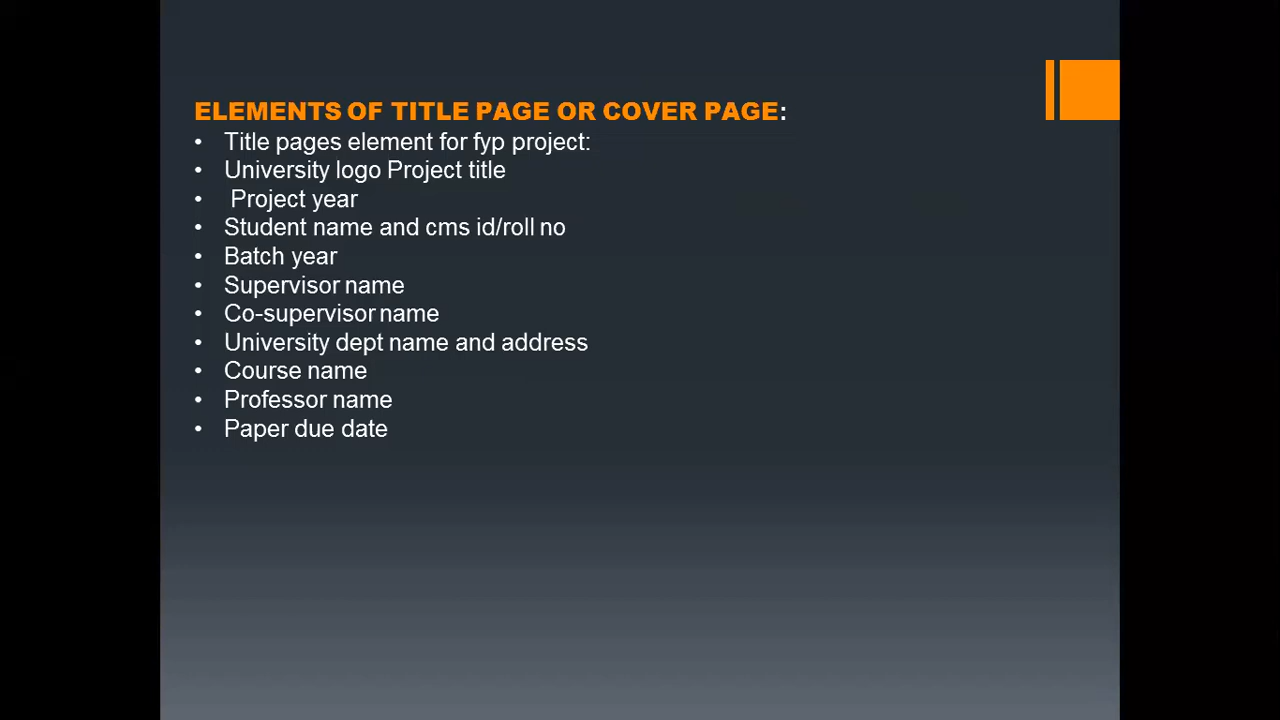 ELEMENTS OF TITLE PAGE OR COVER PAGE:
• Title pages element for fyp project:
• University logo Project title
• Project year
• Student name and cms id/roll no
• Batch year
• Supervisor name
• Co-supervisor name
• University dept name and address
• Course name
• Professor name
• Paper due date